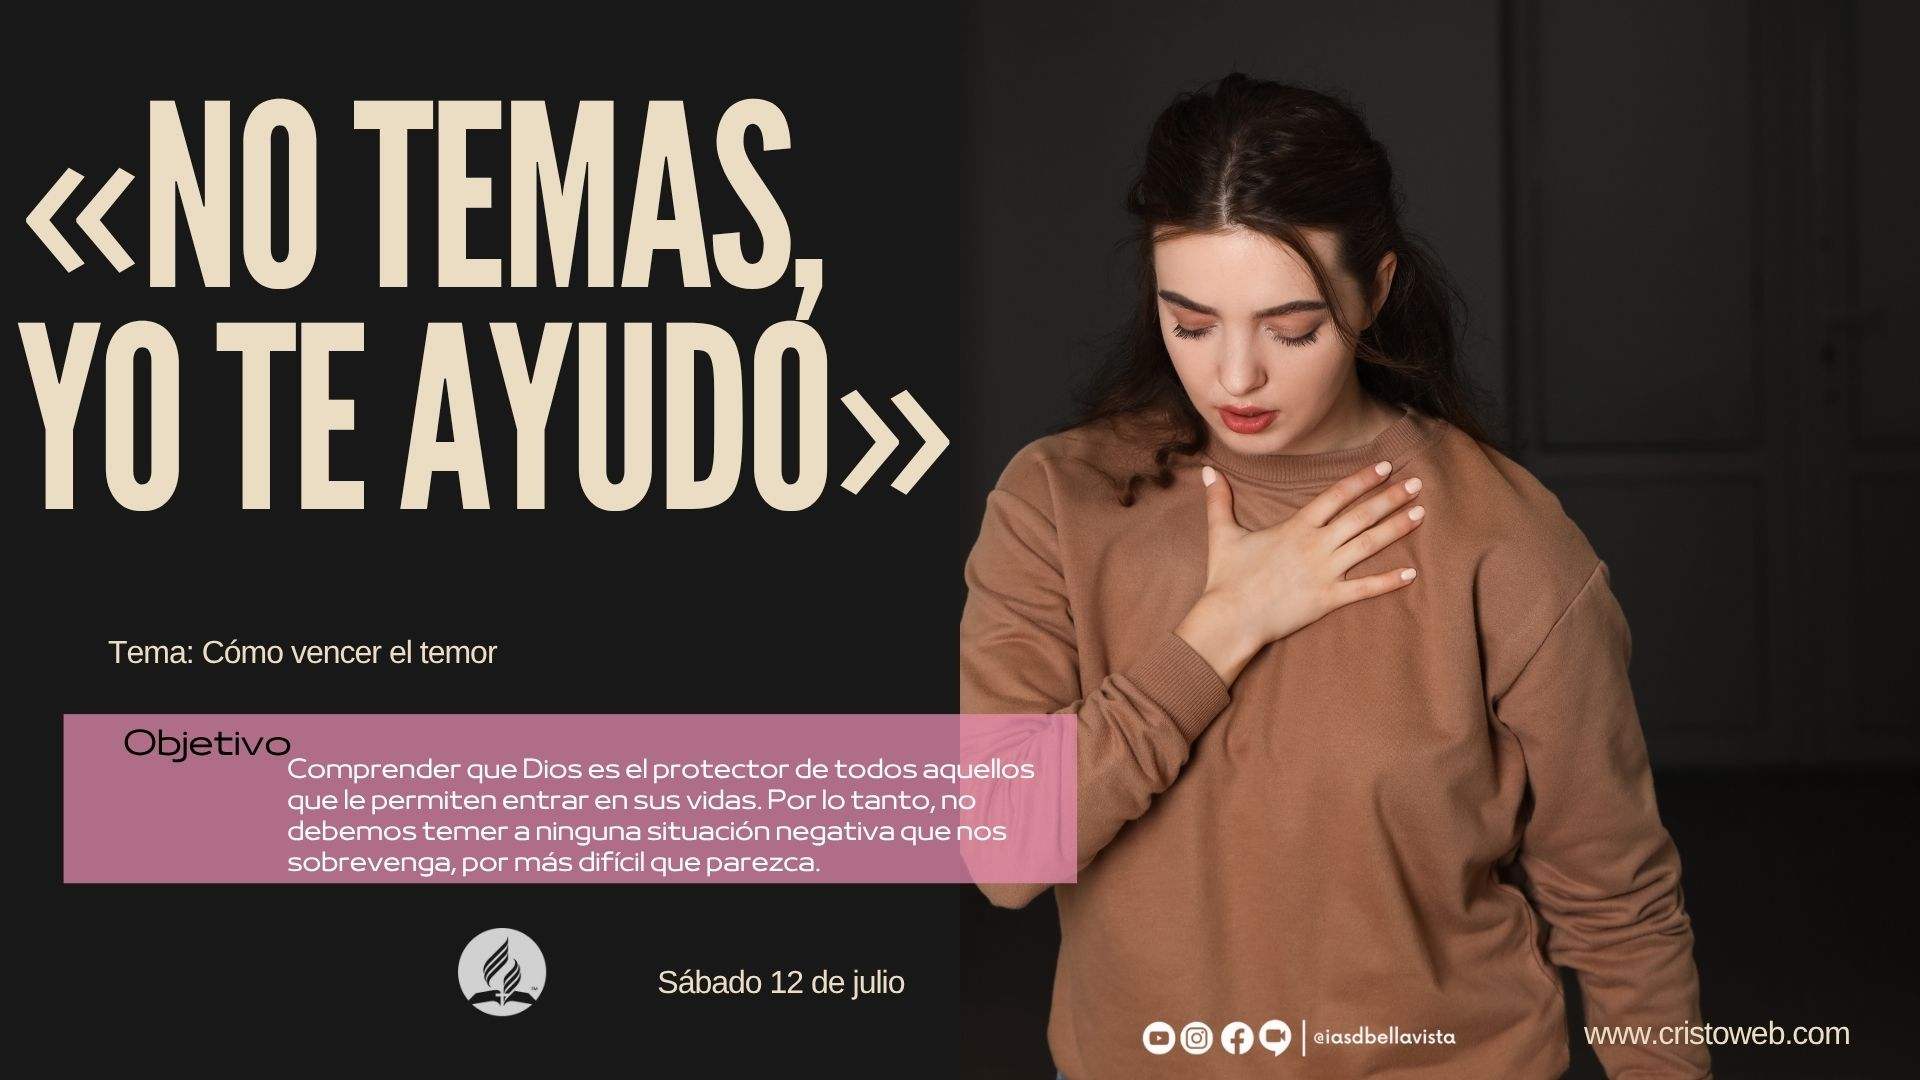 «NO TEMAS,
YO TE AYUDO»
Tema: Cómo vencer el temor
Objetivo
Comprender que Dios es el protector de todos aquellos
que le permiten entrar en sus vidas. Por lo tanto, no
debemos temer a ninguna situación negativa que nos
sobrevenga, por más difícil que parezca.
Sábado 12 de julio
@iasdbellavista
www.cristoweb.com